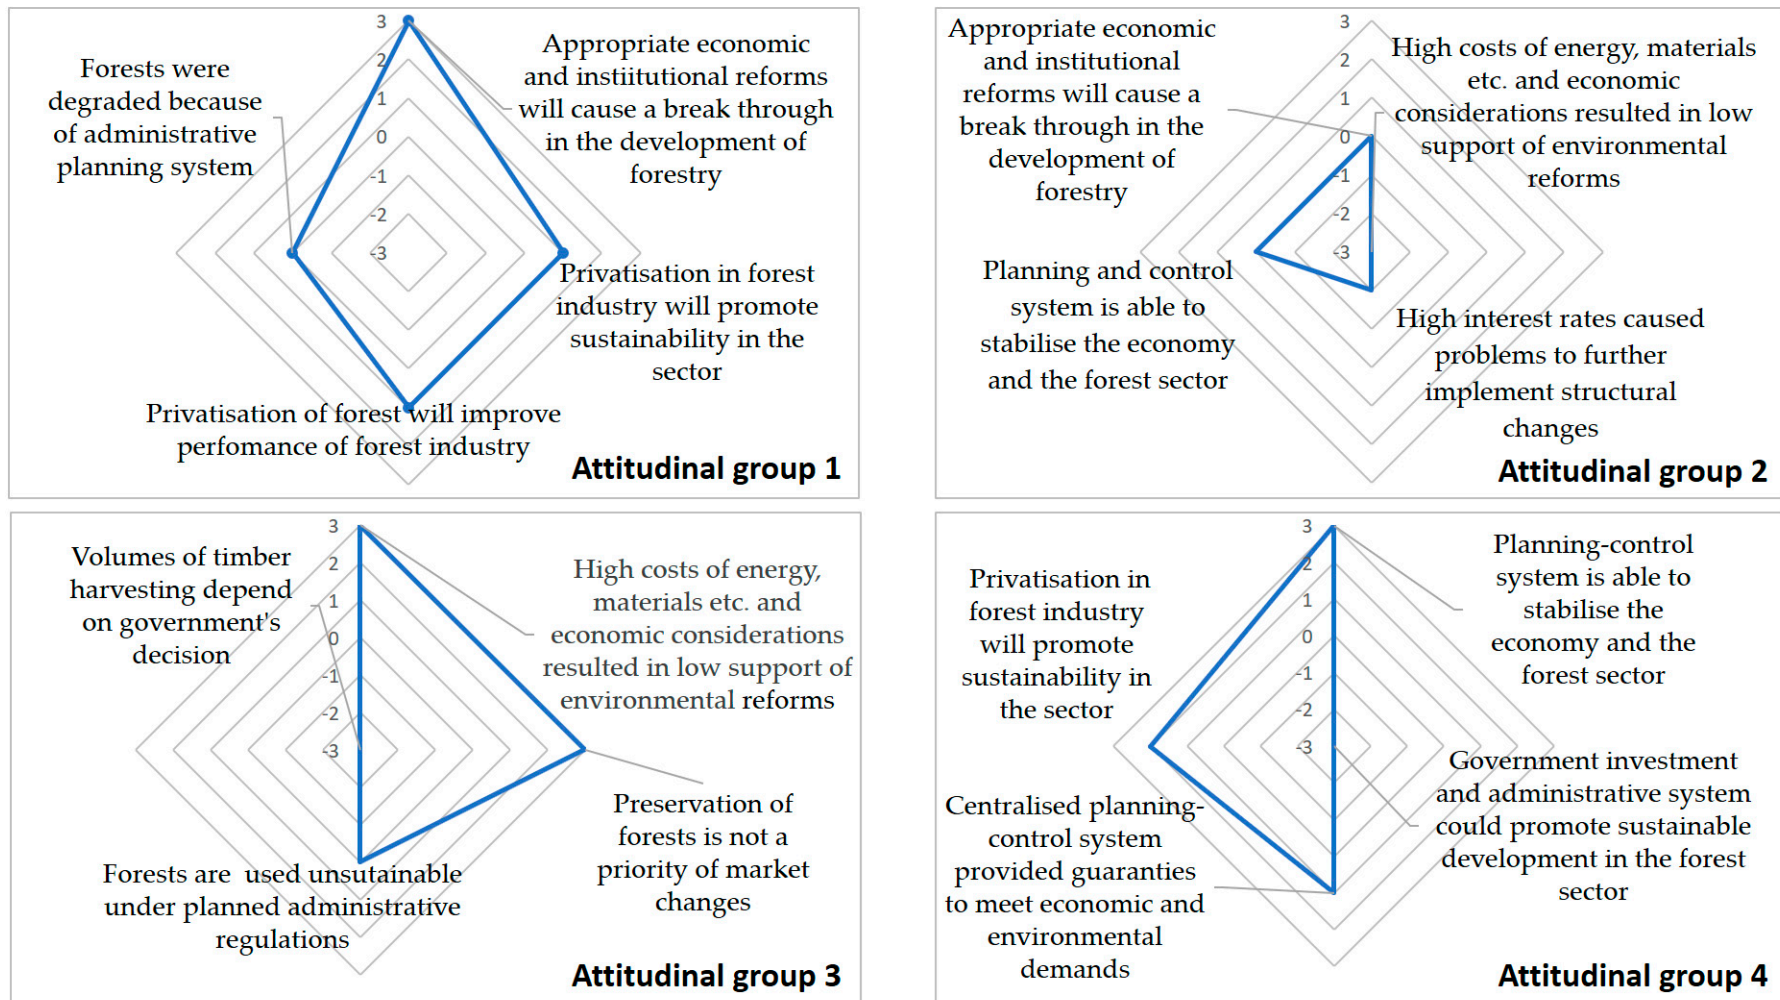 3
2
1
0
-1
-2
-3
Forests were
degraded because
of administrative
planning system
Appropriate economic
and instiitutional reforms
will cause a break through
in the development of
forestry
Privatisation in forest
industry will promote
sustainability in the
sector
Privatisation of forest will improve
perfomance of forest industry
Attitudinal group 1
3
2
1
0
-1
-2
-3
Appropriate economic
and institutional
reforms will cause a
break through in the
development of
forestry
High costs of energy, materials
etc. and economic
considerations resulted in low
support of environmental
reforms
Planning and control
system is able to
stabilise the economy
and the forest sector
High interest rates caused
problems to further
implement structural
changes
Attitudinal group 2
3
2
1
0
-1
-2
-3
Volumes of timber
harvesting depend
on government's
decision
High costs of energy,
materials etc. and
economic considerations
resulted in low support of
environmental reforms
Preservation of
forests is not a
priority of market
changes
Forests are used unsutainable
under planned administrative
regulations
Attitudinal group 3
3
2
1
0
-1
-2
-3
Privatisation in
forest industry
will promote
sustainability in
the sector
Planning-control
system is able to
stabilise the
economy and the
forest sector
Centralised planning-
control system
provided guaranties
to meet economic and
environmental
demands
Government investment
and administrative system
could promote sustainable
development in the forest
sector
Attitudinal group 4